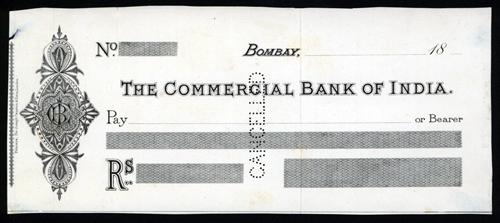 No. BOMBAY, 18
THE COMMERCIAL BANK OF INDIA.
Pay or Bearer
RS.
CANCELLED